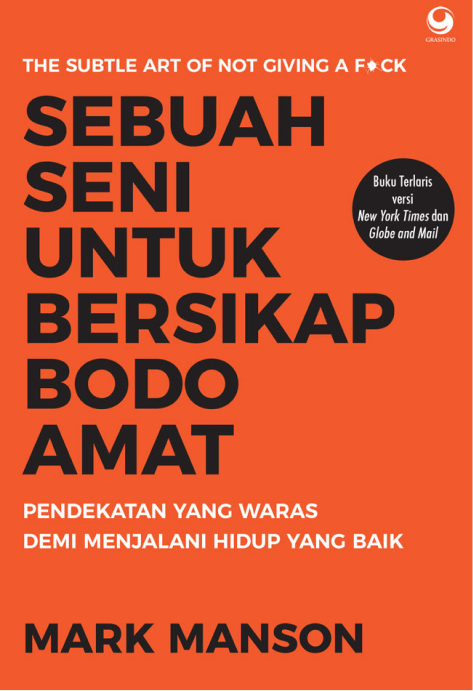 GRASINDO
THE SUBTLE ART OF NOT GIVING A F*CK
SEBUAH
SENI
UNTUK
BERSIKAP
BODO
AMAT
Buku Terlaris
versi
New York Times dan
Globe and Mail
PENDEKATAN YANG WARAS
DEMI MENJALANI HIDUP YANG BAIK
MARK MANSON